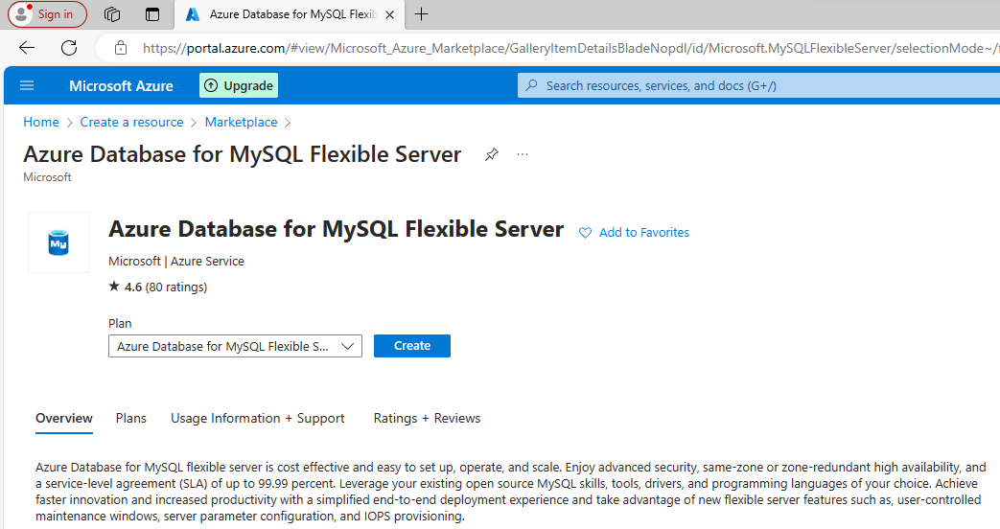 Sign in
Azure Database for MySQL Flexib
https://portal.azure.com/#view/Microsoft_Azure_Marketplace/GalleryItemDetailsBladeNopdl/id/Microsoft.MySQLFlexibleServer/selectionMode~/
Microsoft Azure
Upgrade
Search resources, services, and docs (G+/)
Home > Create a resource > Marketplace >
Azure Database for MySQL Flexible Server
...
Microsoft
My
Azure Database for MySQL Flexible Server
Add to Favorites
Microsoft | Azure Service
★ 4.6 (80 ratings)
Plan
Azure Database for MySQL Flexible S...
Create
Overview
Plans
Usage Information + Support
Ratings + Reviews
Azure Database for MySQL flexible server is cost effective and easy to set up, operate, and scale. Enjoy advanced security, same-zone or zone-redundant high availability, and
a service-level agreement (SLA) of up to 99.99 percent. Leverage your existing open source MySQL skills, tools, drivers, and programming languages of your choice. Achieve
faster innovation and increased productivity with a simplified end-to-end deployment experience and take advantage of new flexible server features such as, user-controlled
maintenance windows, server parameter configuration, and IOPS provisioning.